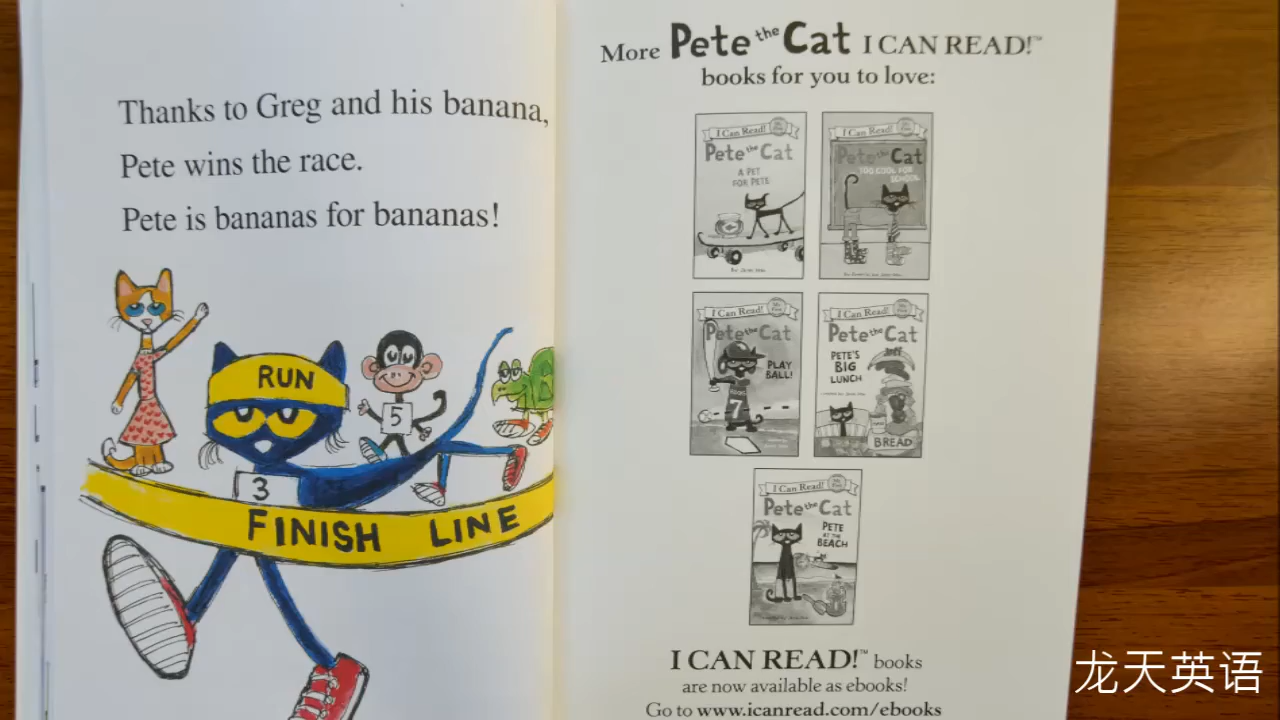 Thanks to Greg and his banana,
Pete wins the race.
Pete is bananas for bananas!
RUN
5
3
FINISH LINE
More Pete the Cat I CAN READ!™
books for you to love:
I Can Read!
Pete the Cat
A PET
FOR PETE
I Can Read!
Pete the Cat
TOO COOL FOR
SCHOOL
I Can Read!
Pete the Cat
PLAY
BALL!
7
I Can Read!
Pete the Cat
PETE'S
BIG
LUNCH
BREAD
I Can Read!
Pete the Cat
PETE
AT THE
BEACH
I CAN READ!™ books
are now available as ebooks!
Go to www.icanread.com/ebooks
龙天英语